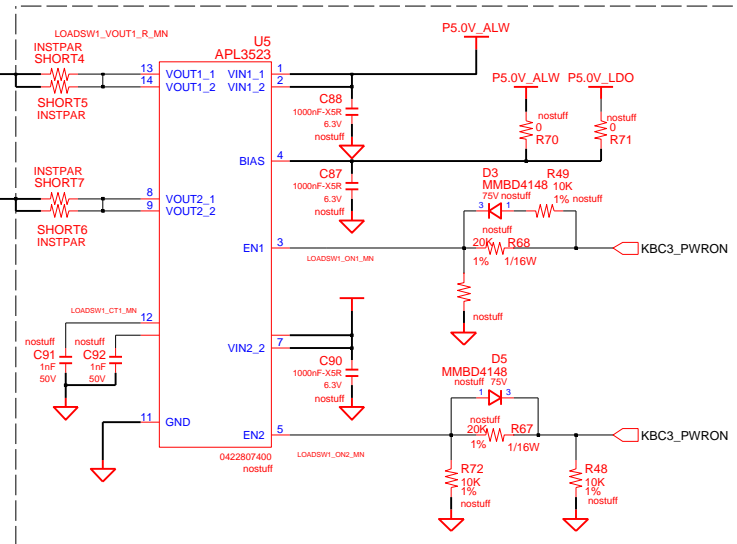 LOADSW1_VOUT1_R_MN
INSTPAR
SHORT4
SHORT5
INSTPAR
INSTPAR
SHORT7
SHORT6
INSTPAR
U5
APL3523
13 VOUT1_1 VIN1_1 1
14 VOUT1_2 VIN1_2 2
BIAS 4
8 VOUT2_1
9 VOUT2_2
EN1 3
LOADSW1_ON1_MN
LOADSW1_CT1_MN
12
VIN2_2 7
11 GND
EN2 5
LOADSW1_ON2_MN
0422807400
nostuff
nostuff
C91
1nF
50V
nostuff
C92
1nF
50V
P5.0V_ALW
C88
1000nF-X5R
6.3V
nostuff
C87
1000nF-X5R
6.3V
nostuff
C90
1000nF-X5R
6.3V
nostuff
P5.0V_ALW P5.0V_LDO
nostuff
0
R70
nostuff
0
R71
D3
MMBD4148
75V nostuff
3 1
R49
10K
1% nostuff
nostuff
20K R68
1% 1/16W
KBC3_PWRON
nostuff
D5
MMBD4148
nostuff 75V
1 3
nostuff
20K R67
1% 1/16W
KBC3_PWRON
R72
10K
1%
nostuff
R48
10K
1%
nostuff